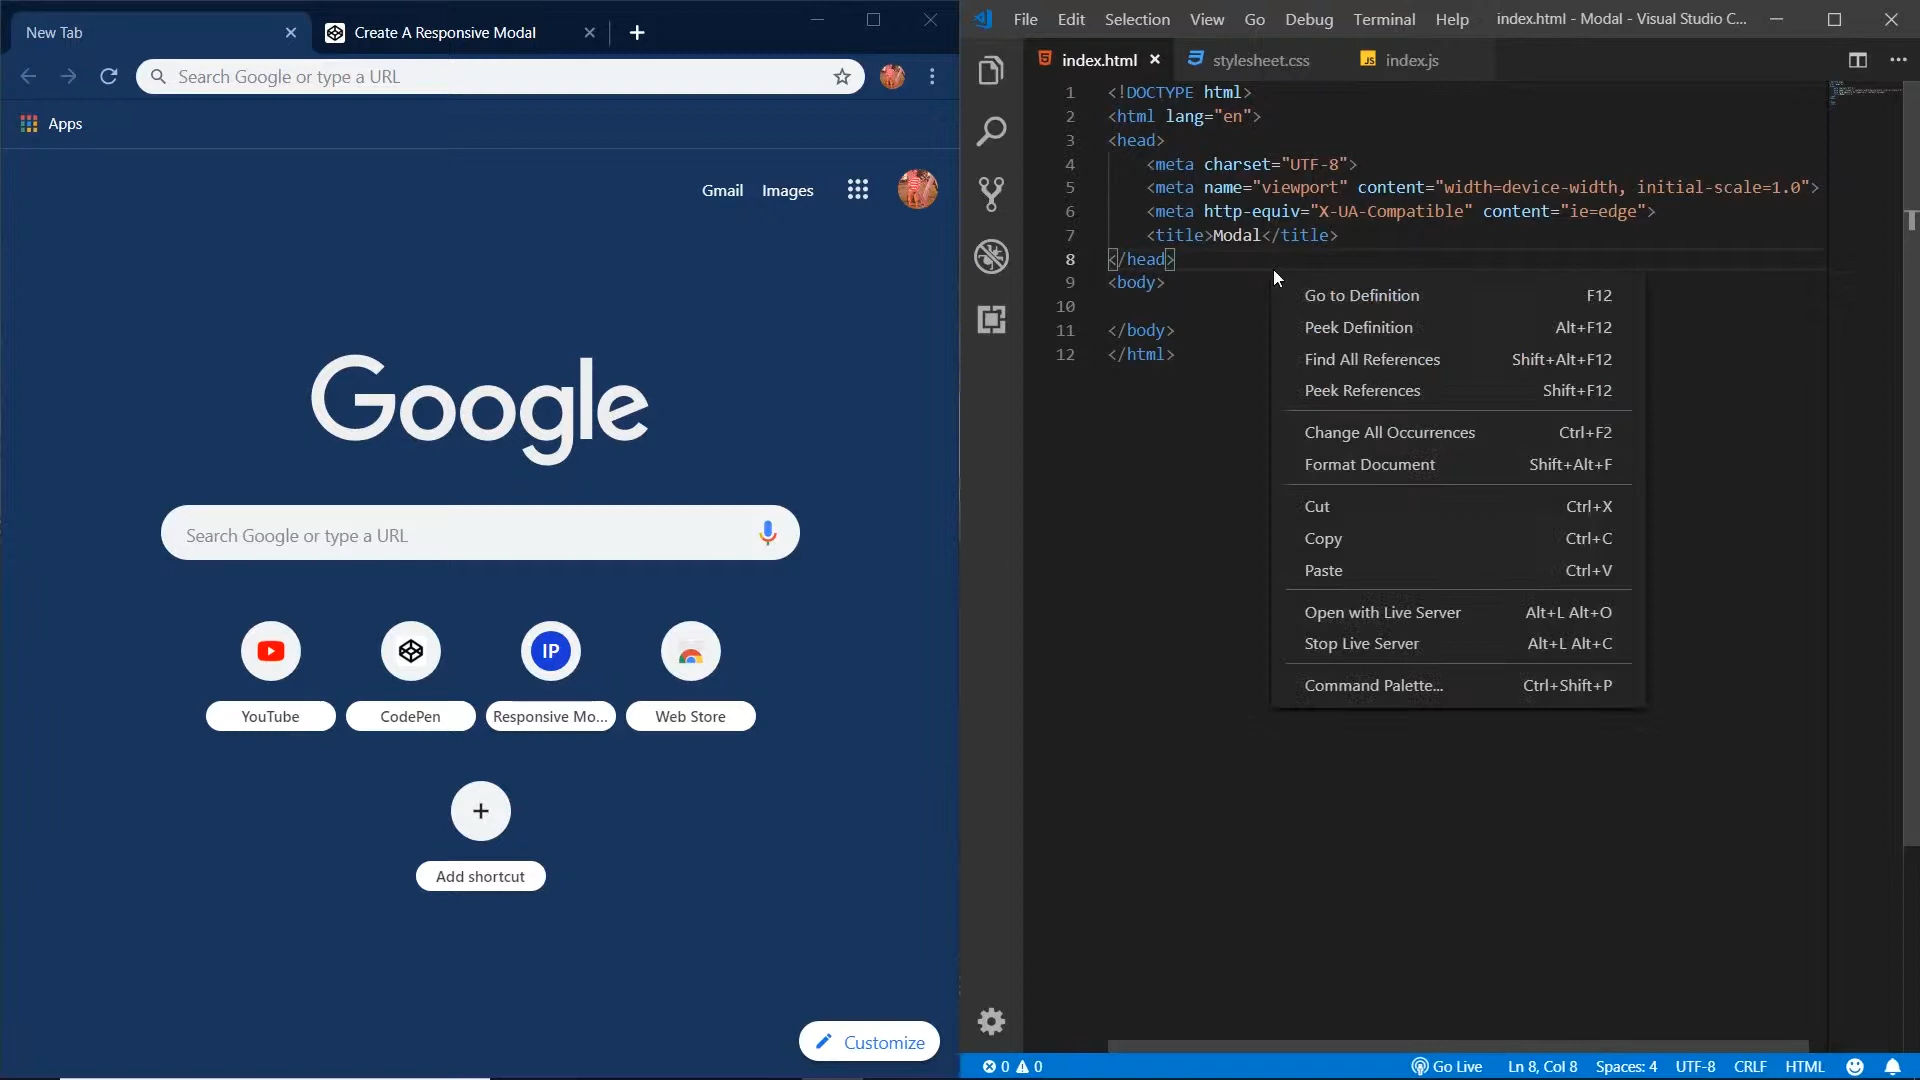 New Tab
Create A Responsive Modal
Search Google or type a URL
Apps
Gmail Images
Google
Search Google or type a URL
IP
YouTube
CodePen
Responsive Mo...
Web Store
Add shortcut
Customize
File Edit Selection View Go Debug Terminal Help index.html - Modal - Visual Studio C...
index.html
stylesheet.css
JS index.js
1 <!DOCTYPE html>
2 <html lang="en">
3 <head>
4 <meta charset="UTF-8">
5 <meta name="viewport" content="width=device-width, initial-scale=1.0">
6 <meta http-equiv="X-UA-Compatible" content="ie=edge">
7 <title>Modal</title>
8 </head>
9 <body>
10
11 </body>
12 </html>
Go to Definition F12
Peek Definition Alt+F12
Find All References Shift+Alt+F12
Peek References Shift+F12
Change All Occurrences Ctrl+F2
Format Document Shift+Alt+F
Cut Ctrl+X
Copy Ctrl+C
Paste Ctrl+V
Open with Live Server Alt+L Alt+O
Stop Live Server Alt+L Alt+C
Command Palette... Ctrl+Shift+P
0 0 Go Live Ln 8, Col 8 Spaces: 4 UTF-8 CRLF HTML